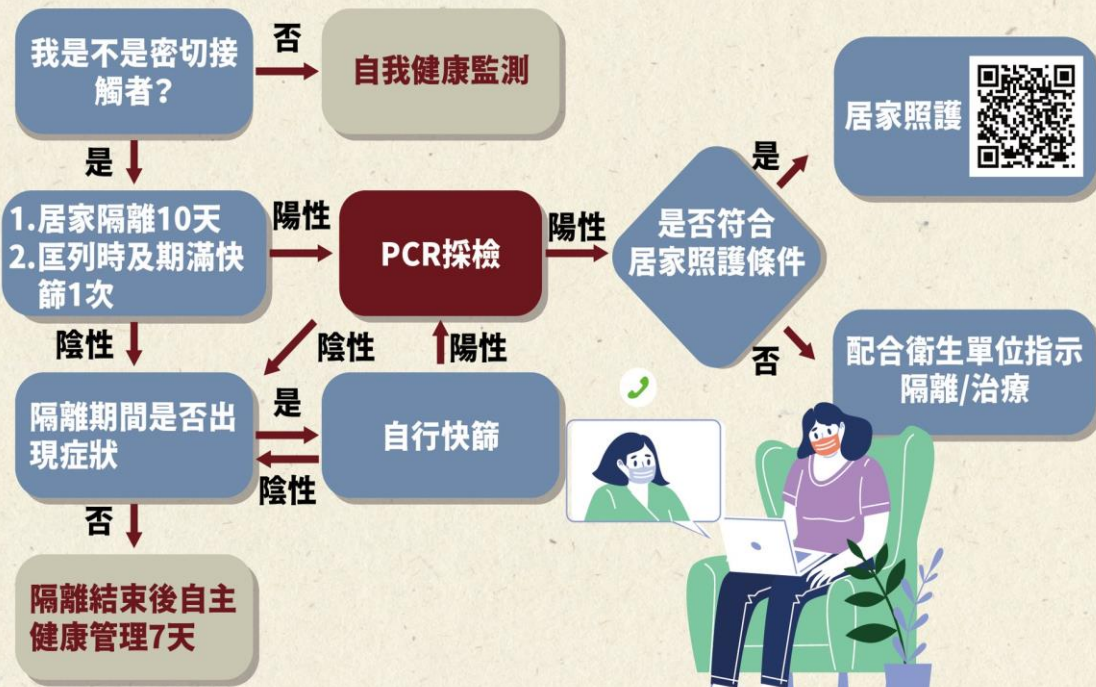 我是不是密切接
觸者？
否
自我健康監測
是
1.居家隔離10天
2.匡列時及期滿快
篩1次
陽性
PCR採檢
陽性
是否符合
居家照護條件
是
居家照護
否
配合衛生單位指示
隔離/治療
陰性
陰性
陽性
隔離期間是否出
現症狀
是
陰性
自行快篩
否
隔離結束後自主
健康管理7天